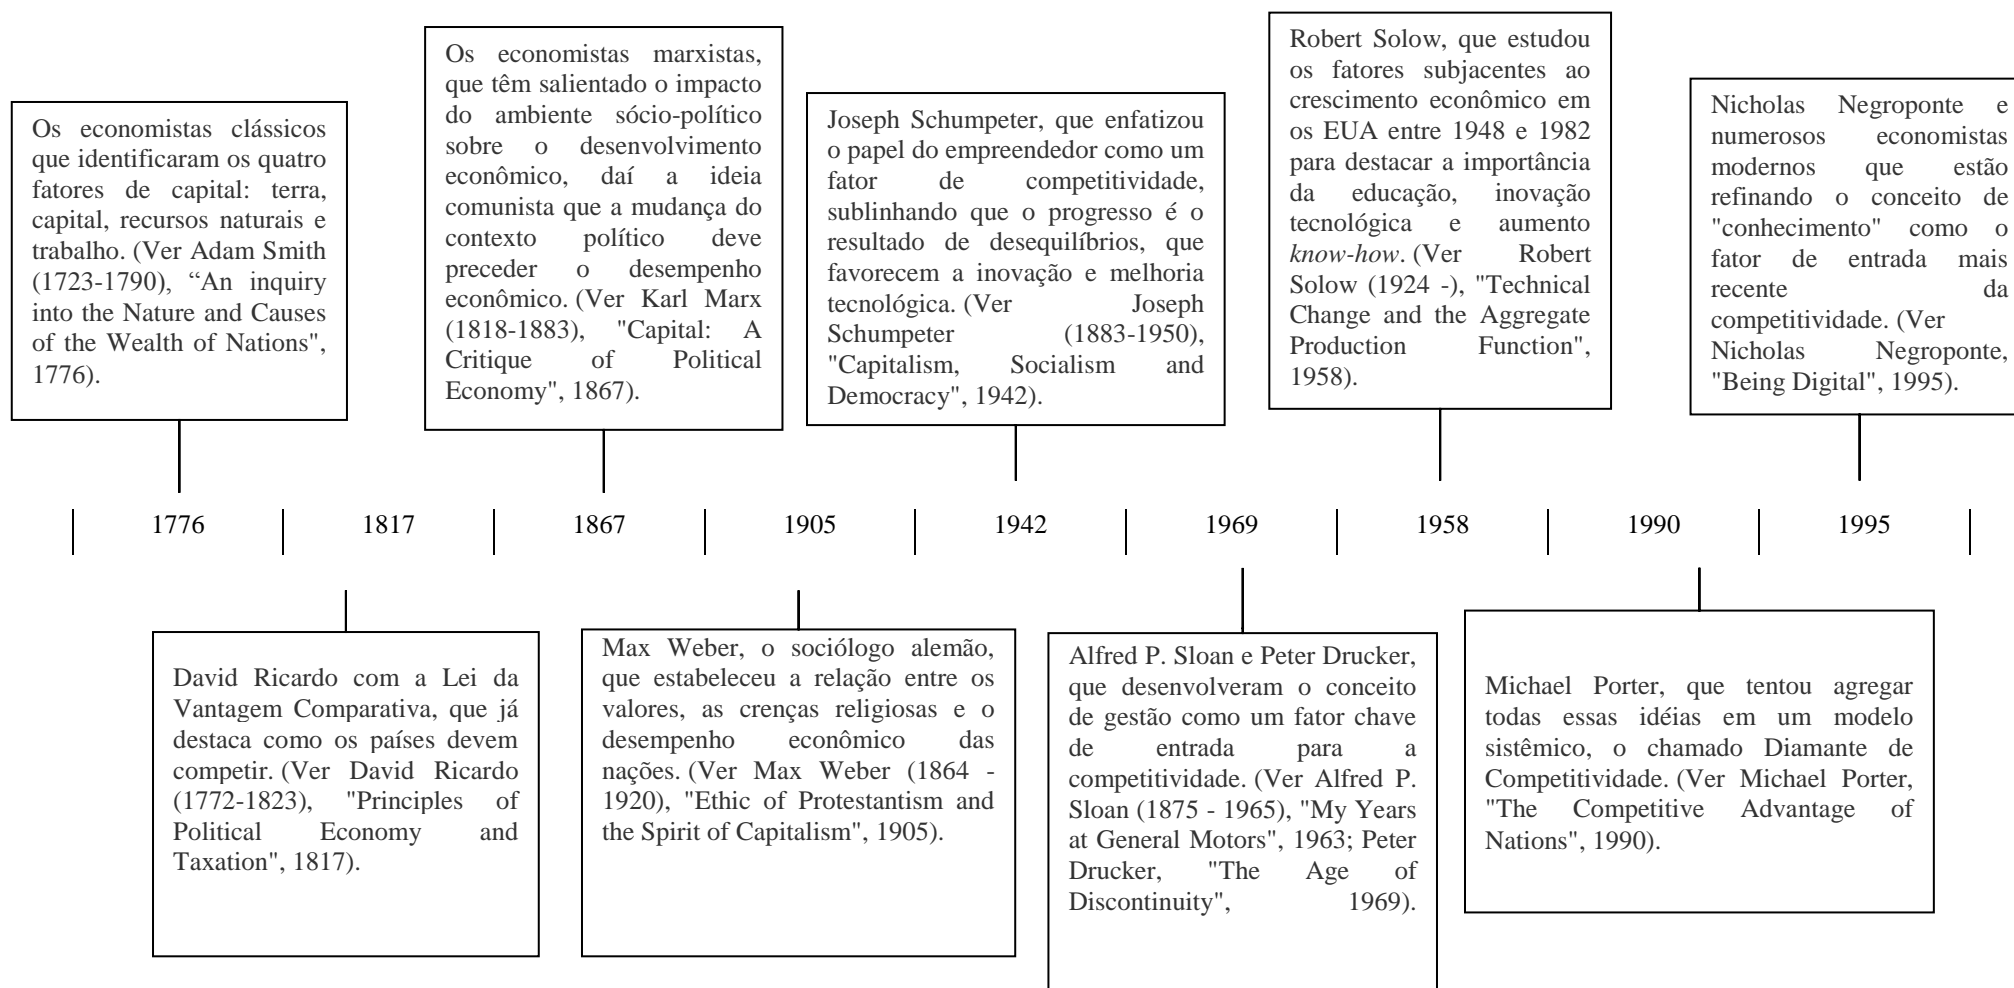 Os economistas clássicos
que identificaram os quatro
fatores de capital: terra,
capital, recursos naturais e
trabalho. (Ver Adam Smith
(1723-1790), “An inquiry
into the Nature and Causes
of the Wealth of Nations",
1776).
Os economistas marxistas,
que têm salientado o impacto
do ambiente sócio-político
sobre o desenvolvimento
econômico, daí a ideia
comunista que a mudança do
contexto político deve
preceder o desempenho
econômico. (Ver Karl Marx
(1818-1883), "Capital: A
Critique of Political
Economy", 1867).
Joseph Schumpeter, que enfatizou
o papel do empreendedor como um
fator de competitividade,
sublinhando que o progresso é o
resultado de desequilíbrios, que
favorecem a inovação e melhoria
tecnológica. (Ver Joseph
Schumpeter (1883-1950),
"Capitalism, Socialism and
Democracy", 1942).
Robert Solow, que estudou
os fatores subjacentes ao
crescimento econômico em
os EUA entre 1948 e 1982
para destacar a importância
da educação, inovação
tecnológica e aumento
know-how. (Ver Robert
Solow (1924 -), "Technical
Change and the Aggregate
Production Function",
1958).
Nicholas Negroponte e
numerosos economistas
modernos que estão
refinando o conceito de
"conhecimento" como o
fator de entrada mais
recente da
competitividade. (Ver
Nicholas Negroponte,
"Being Digital", 1995).
1776 1817 1867 1905 1942 1969 1958 1990 1995
David Ricardo com a Lei da
Vantagem Comparativa, que já
destaca como os países devem
competir. (Ver David Ricardo
(1772-1823), "Principles of
Political Economy and
Taxation", 1817).
Max Weber, o sociólogo alemão,
que estabeleceu a relação entre os
valores, as crenças religiosas e o
desempenho econômico das
nações. (Ver Max Weber (1864 -
1920), "Ethic of Protestantism and
the Spirit of Capitalism", 1905).
Alfred P. Sloan e Peter Drucker,
que desenvolveram o conceito
de gestão como um fator chave
de entrada para a
competitividade. (Ver Alfred P.
Sloan (1875 - 1965), "My Years
at General Motors", 1963; Peter
Drucker, "The Age of
Discontinuity", 1969).
Michael Porter, que tentou agregar
todas essas idéias em um modelo
sistêmico, o chamado Diamante de
Competitividade. (Ver Michael Porter,
"The Competitive Advantage of
Nations", 1990).